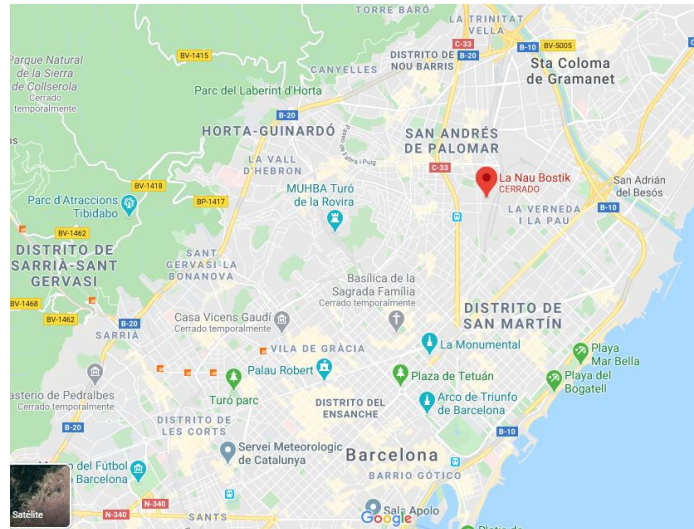 TORRE BARÓ
LA TRINITAT
VELLA
C-33
B-20
BV-5005
BV-1415
DISTRITO DE
NOU BARRIS
B-20
Sta Coloma
de Gramanet
Parque Natural
de la Sierra
de Collserola
Cerrado
temporalmente
CANYELLES
Parc del Laberint d'Horta
B-20
HORTA-GUINARDÓ
Passeo de Fabra i Puig
SAN ANDRÉS
DE PALOMAR
LA VALL
D'HEBRON
C-33
La Nau Bostik
CERRADO
San Adrián
del Besós
BV-1418
BP-1417
MUHBA Turó
de la Rovira
Parc d'Atraccions
Tibidabo
LA VERNEDA
I LA PAU
B-10
BV-1462
DISTRITO DE
SARRIÀ-SANT
GERVASI
SANT
GERVASI-LA
BONANOVA
Basílica de la
Sagrada Família
Cerrado temporalmente
BV-1468
BV-1462
B-20
SARRIÀ
Casa Vicens Gaudí
Cerrado temporalmente
DISTRITO DE
SAN MARTÍN
VILA DE GRÀCIA
La Monumental
Playa
Mar Bella
Palau Robert
Plaza de Tetuán
Playa del
Bogatell
asterio de Pedralbes
Cerrado temporalmente
Turó parc
DISTRITO DEL
ENSANCHE
Arco de Triunfo
de Barcelona
DISTRITO DE
LES CORTS
B-20
Servei Meteorologic
de Catalunya
B-10
Barcelona
del Fútbol
Barcelona
BARRIO GÓTICO
Satélite
N-340
N-340
SANTS
Sala Apolo
Google